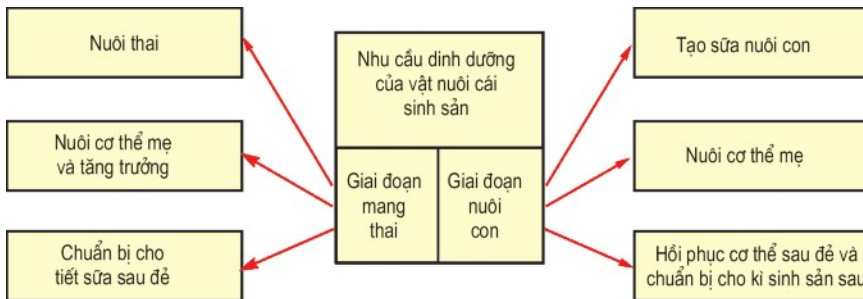 Nuôi thai
Nuôi cơ thể mẹ
và tăng trưởng
Chuẩn bị cho
tiết sữa sau đẻ
Nhu cầu dinh dưỡng
của vật nuôi cái
sinh sản
Giai đoạn
mang
thai
Giai đoạn
nuôi
con
Tạo sữa nuôi con
Nuôi cơ thể mẹ
Hồi phục cơ thể sau đẻ và
chuẩn bị cho kì sinh sản sau